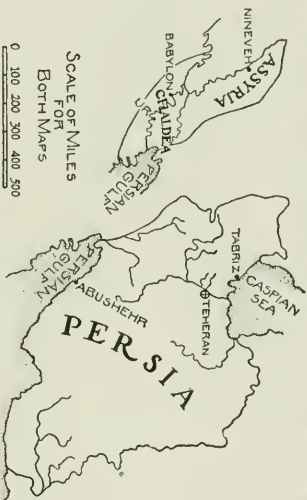 NINEVEH
ASSYRIA
BABYLON
CHALDEA
UR
PERSIAN
GULF
SCALE OF MILES
FOR
BOTH MAPS
0 100 200 300 400 500
CASPIAN
SEA
TABRIZ
TEHERAN
PERSIAN
GULF
ABUSHEHR
PERSIA